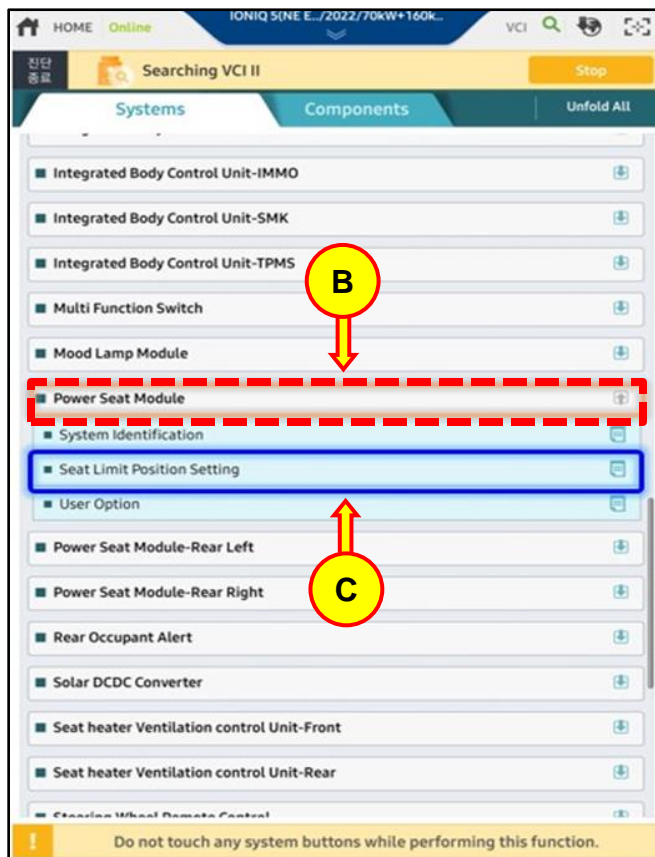 HOME Online IONIQ 5(NE E../2022/70kW+160k.. VCI
진단
종료
Searching VCI II Stop
Systems Components Unfold All
Integrated Body Control Unit-IMMO
Integrated Body Control Unit-SMK
Integrated Body Control Unit-TPMS
B
Multi Function Switch
Mood Lamp Module
Power Seat Module
System Identification
Seat Limit Position Setting
User Option
Power Seat Module-Rear Left
C
Power Seat Module-Rear Right
Rear Occupant Alert
Solar DCDC Converter
Seat heater Ventilation control Unit-Front
Seat heater Ventilation control Unit-Rear
Steering Wheel Remote Control
! Do not touch any system buttons while performing this function.